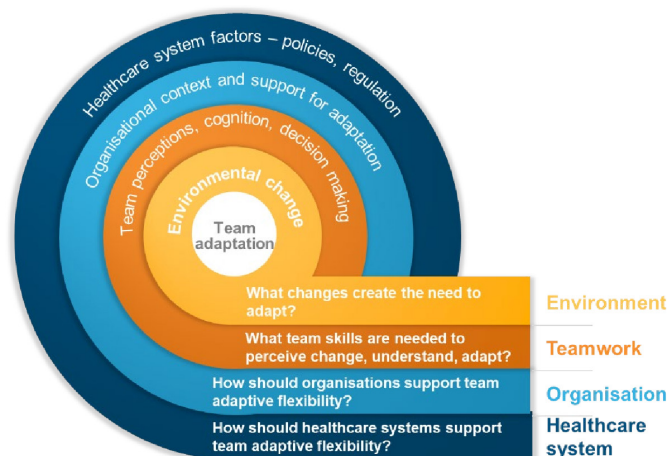 Healthcare system factors – policies, regulation
Organisational context and support for adaptation
Team perceptions, cognition, decision making
Environmental change
Team
adaptation
What changes create the need to
adapt?
Environment
What team skills are needed to
perceive change, understand, adapt?
Teamwork
How should organisations support team
adaptive flexibility?
Organisation
How should healthcare systems support
team adaptive flexibility?
Healthcare
system